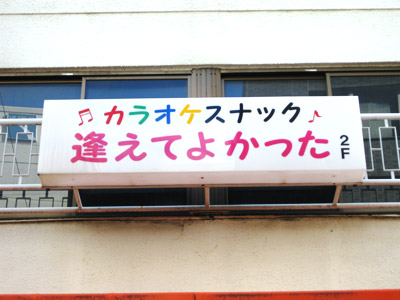 ♫カラオケスナック♪
逢えてよかった 2F